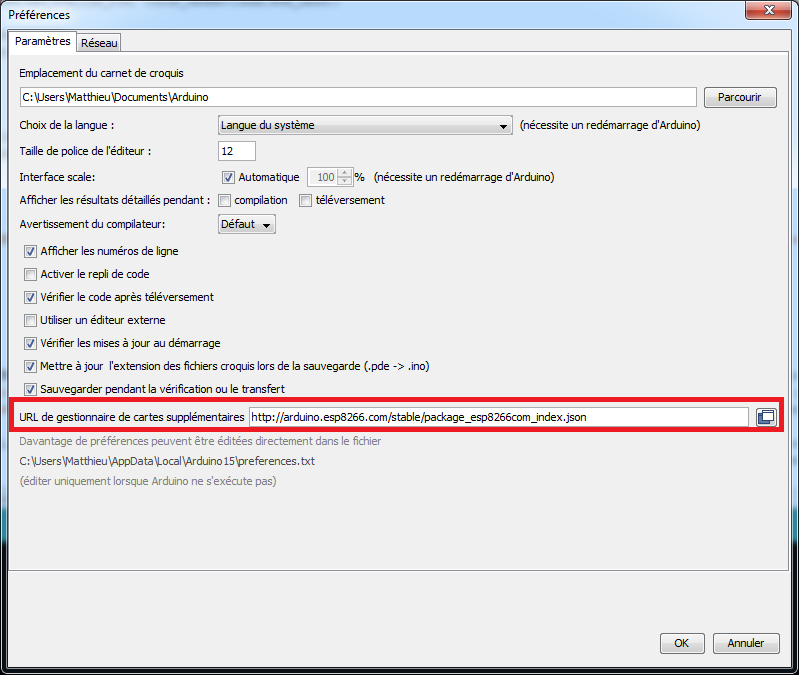 Préférences
Paramètres Réseau
Emplacement du carnet de croquis
C:\Users\Matthieu\Documents\Arduino Parcourir
Choix de la langue : Langue du système (nécessite un redémarrage d'Arduino)
Taille de police de l'éditeur : 12
Interface scale: Automatique 100 % (nécessite un redémarrage d'Arduino)
Afficher les résultats détaillés pendant : compilation téléversement
Avertissement du compilateur: Défaut
Afficher les numéros de ligne
Activer le repli de code
Vérifier le code après téléversement
Utiliser un éditeur externe
Vérifier les mises à jour au démarrage
Mettre à jour l'extension des fichiers croquis lors de la sauvegarde (.pde -> .ino)
Sauvegarder pendant la vérification ou le transfert
URL de gestionnaire de cartes supplémentaires http://arduino.esp8266.com/stable/package_esp8266com_index.json
Davantage de préférences peuvent être éditées directement dans le fichier
C:\Users\Matthieu\AppData\Local\Arduino15\preferences.txt
(éditer uniquement lorsque Arduino ne s'exécute pas)
OK Annuler